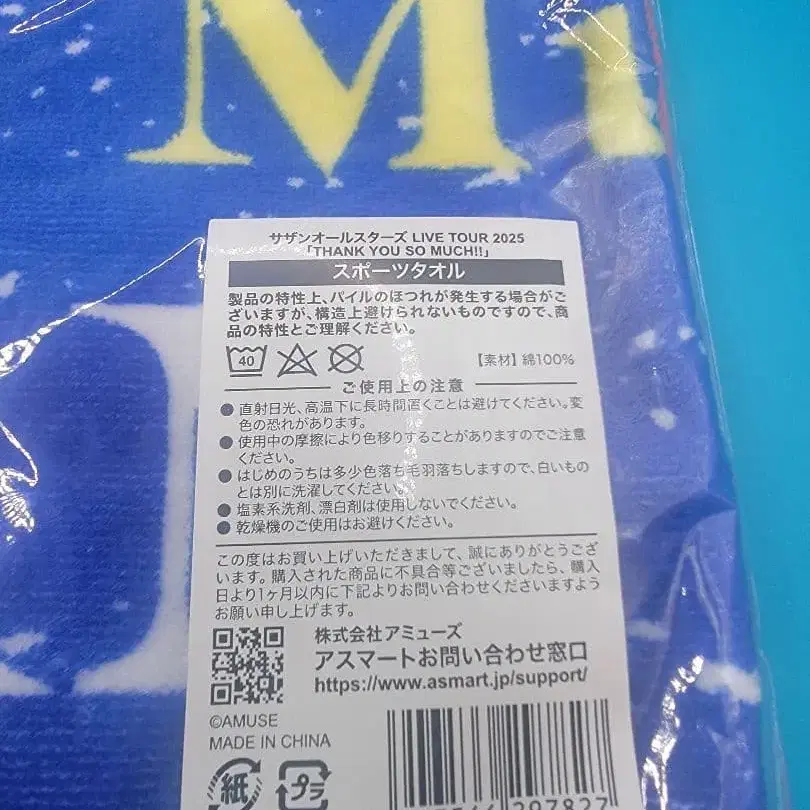 M1
サザンオールスターズ LIVE TOUR 2025
「THANK YOU SO MUCH!!」
スポーツタオル
製品の特性上、パイルのほつれが発生する場合がご
ざいますが、構造上避けられないものですので、商
品の特性とご理解ください。
40
【素材】綿100%
ご使用上の注意
● 直射日光、高温下に長時間置くことは避けてください。変
色の恐れがあります。
● 使用中の摩擦により色移りすることがありますのでご注意
ください。
● はじめのうちは多少色落ち毛羽落ちしますので、白いもの
とは別に洗濯してください。
● 塩素系洗剤、漂白剤は使用しないでください。
● 乾燥機のご使用はお避けください。
この度はお買い上げいただきまして、誠にありがとうござ
います。購入された商品に不具合等ございましたら、購入
日より1ヶ月以内に下記よりお問い合わせくださいますよう
お願い申し上げます。
株式会社アミューズ
アスマートお問い合わせ窓口
https://www.asmart.jp/support/
©AMUSE
MADE IN CHINA
紙
プラ